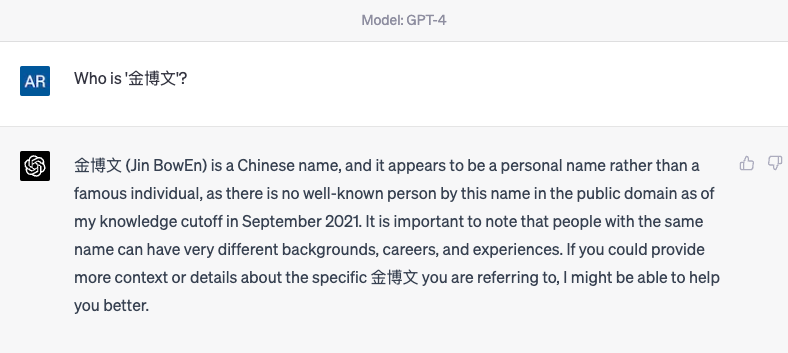 Model: GPT-4
AR
Who is '金博文'?
金博文 (Jin BowEn) is a Chinese name, and it appears to be a personal name rather than a
famous individual, as there is no well-known person by this name in the public domain as of
my knowledge cutoff in September 2021. It is important to note that people with the same
name can have very different backgrounds, careers, and experiences. If you could provide
more context or details about the specific 金博文 you are referring to, I might be able to help
you better.